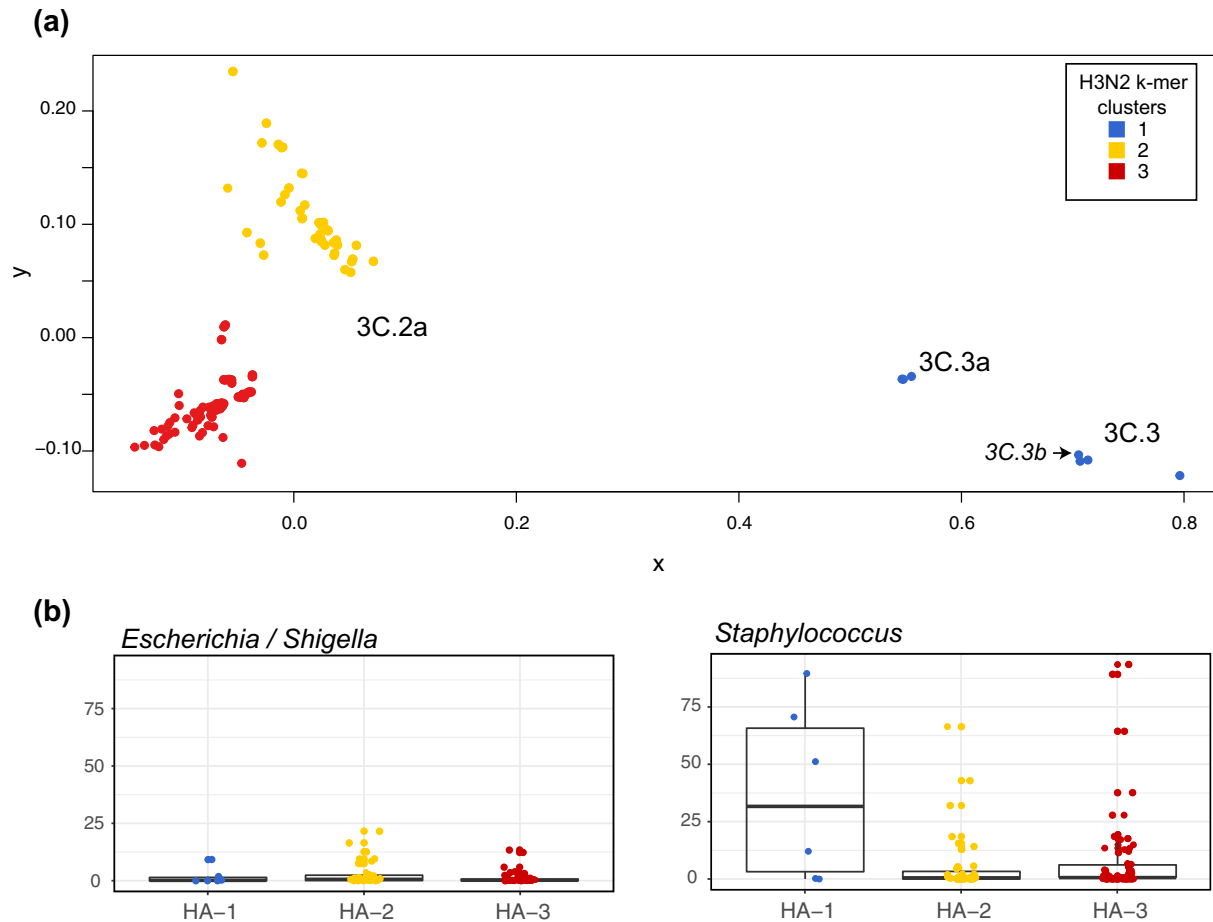 (a)
H3N2 k-mer
clusters
1
2
3
0.20
0.10
0.00
−0.10
y
3C.2a
3C.3a
3C.3b
3C.3
0.0
0.2
0.4
0.6
0.8
x
(b)
Escherichia / Shigella
75
50
25
0
HA−1
HA−2
HA−3
Staphylococcus
75
50
25
0
HA−1
HA−2
HA−3